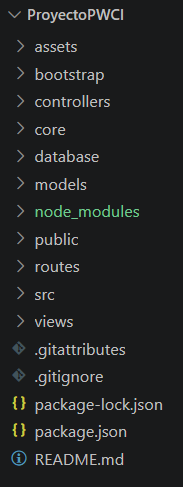 ProyectoPWCI
assets
bootstrap
controllers
core
database
models
node_modules
public
routes
src
views
.gitattributes
.gitignore
package-lock.json
package.json
README.md